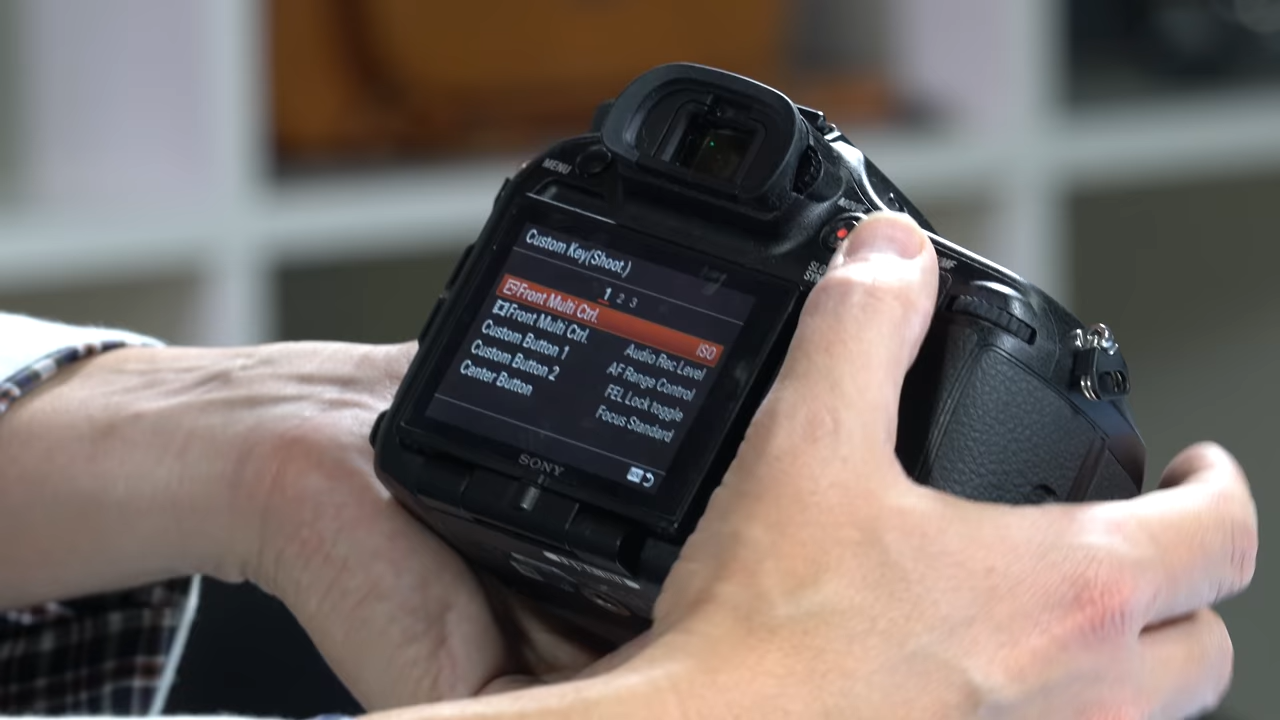 MENU
MOVIE
Custom Key(Shoot.)
1 2 3
Front Multi Ctrl. ISO
Front Multi Ctrl. Audio Rec Level
Custom Button 1 AF Range Control
Custom Button 2 FEL Lock toggle
Center Button Focus Standard
SONY